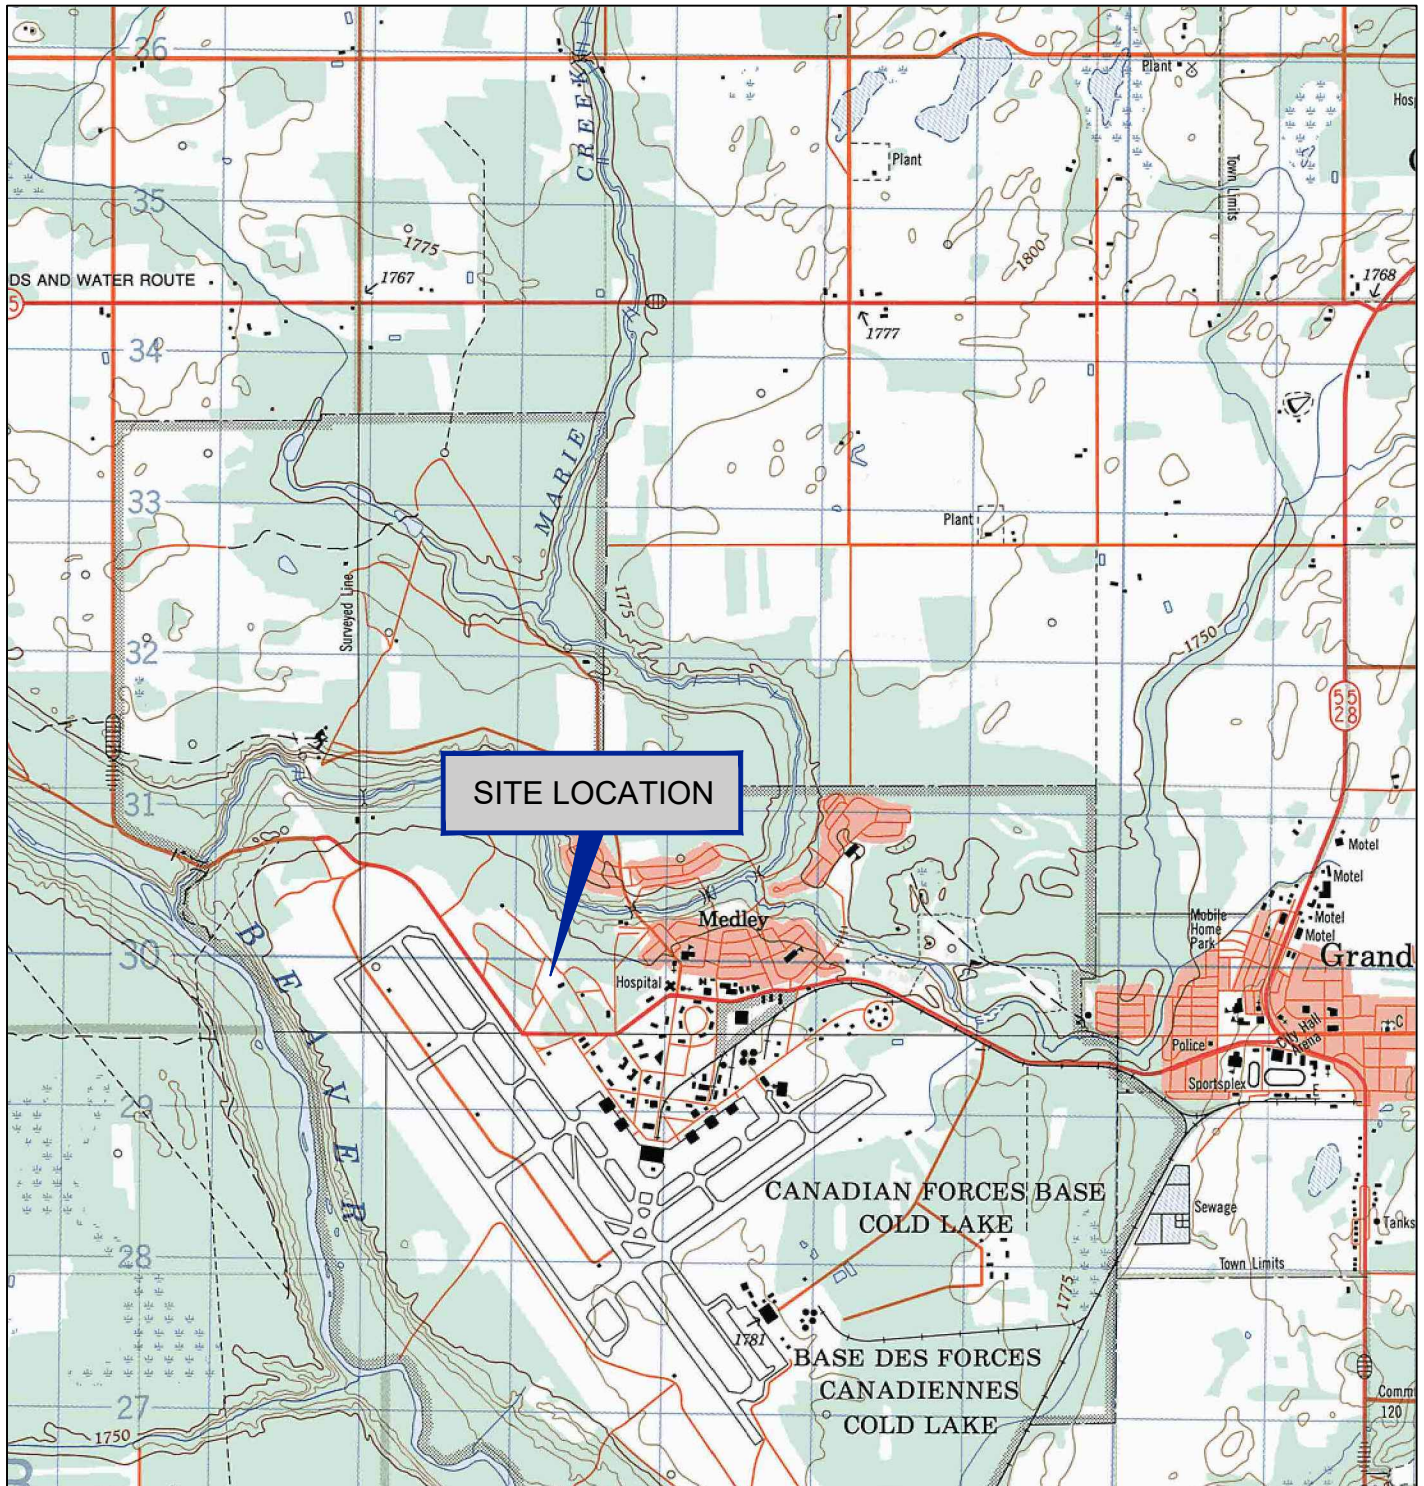 36
Plant
Hos
CREEK
Plant
35
Town Limits
1775
1800
DS AND WATER ROUTE
1767
1768
5
1777
34
MARIE
33
Plant
Surveyed Line
1775
32
1750
55
28
SITE LOCATION
31
Motel
Motel
Medley
Mobile
Home
Park
Motel
Motel
Grand
BEAVER
30
Hospital
C
City Hall
Arena
Police
Sportsplex
E
29
CANADIAN FORCES BASE
COLD LAKE
Sewage
Tanks
28
Town Limits
1775
1781
BASE DES FORCES
CANADIENNES
COLD LAKE
27
Comm
120
1750
B